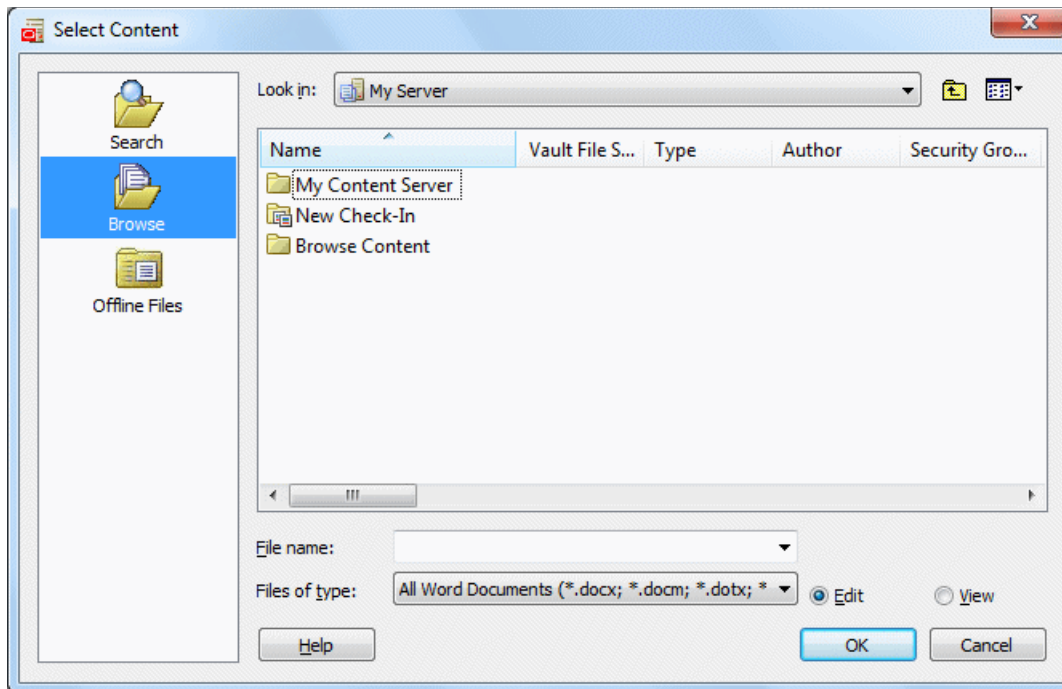 Select Content
Search
Browse
Offline Files
Look in: My Server
Name Vault File S... Type Author Security Gro...
My Content Server
New Check-In
Browse Content
File name:
Files of type: All Word Documents (*.docx; *.docm; *.dotx; * Edit View
Help OK Cancel